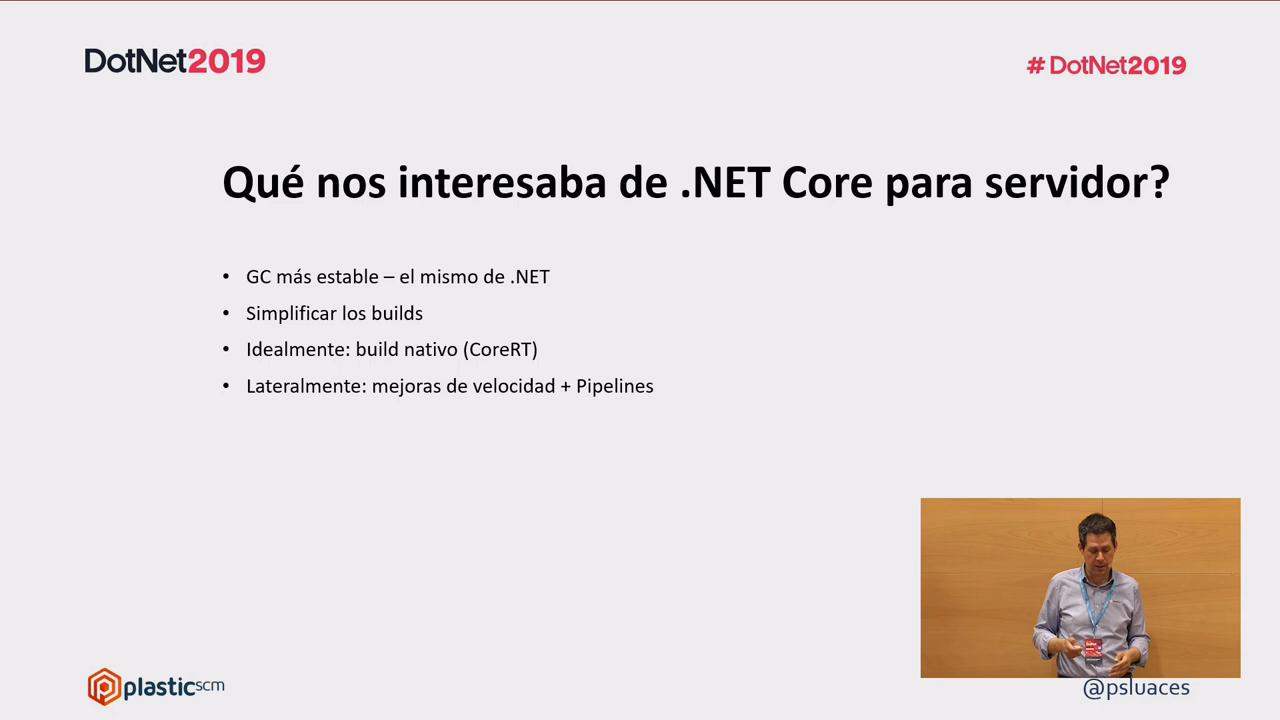 DotNet2019
# DotNet2019
Qué nos interesaba de .NET Core para servidor?
• GC más estable – el mismo de .NET
• Simplificar los builds
• Idealmente: build nativo (CoreRT)
• Lateralmente: mejoras de velocidad + Pipelines
plasticscm
@psluaces